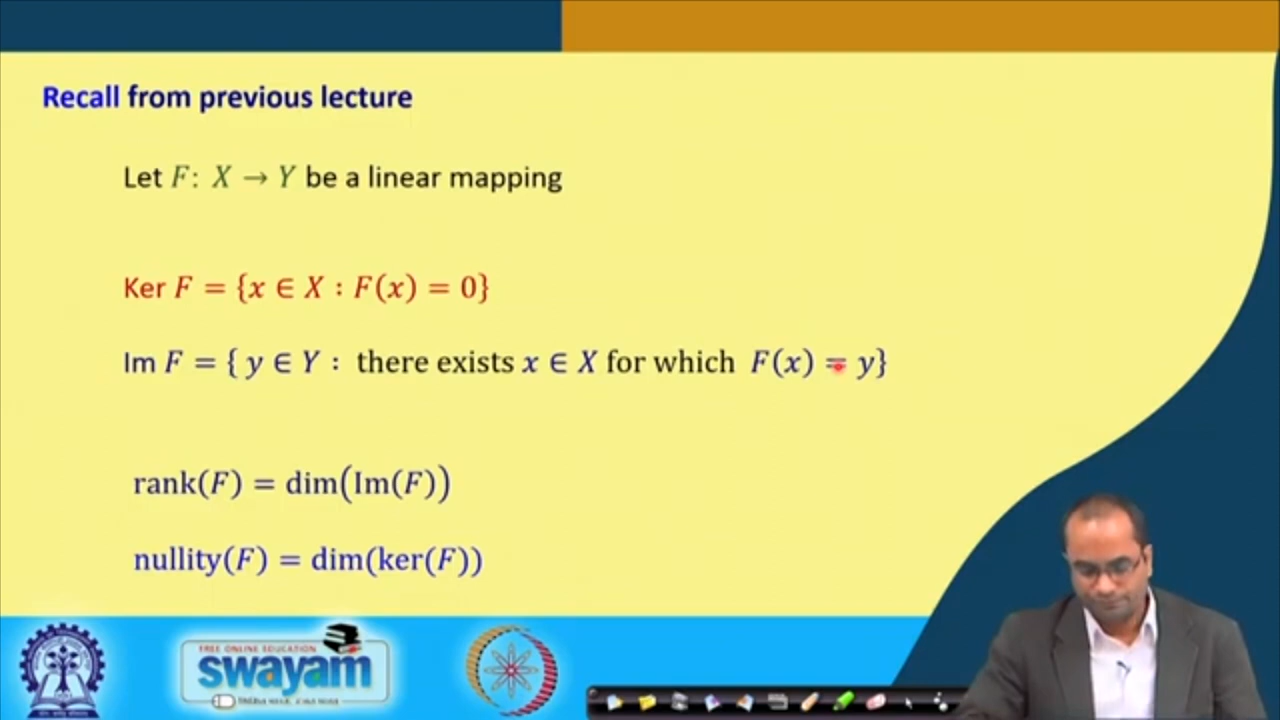 Recall from previous lecture
Let F: X → Y be a linear mapping
Ker F = {x ∈ X : F(x) = 0}
Im F = { y ∈ Y : there exists x ∈ X for which F(x) = y}
rank(F) = dim(Im(F))
nullity(F) = dim(ker(F))
FREE ONLINE EDUCATION
swayam